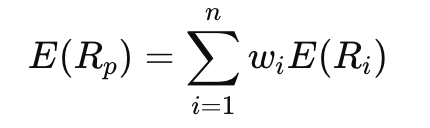 E(R_p) = \sum_{i=1}^{n} w_i E(R_i)